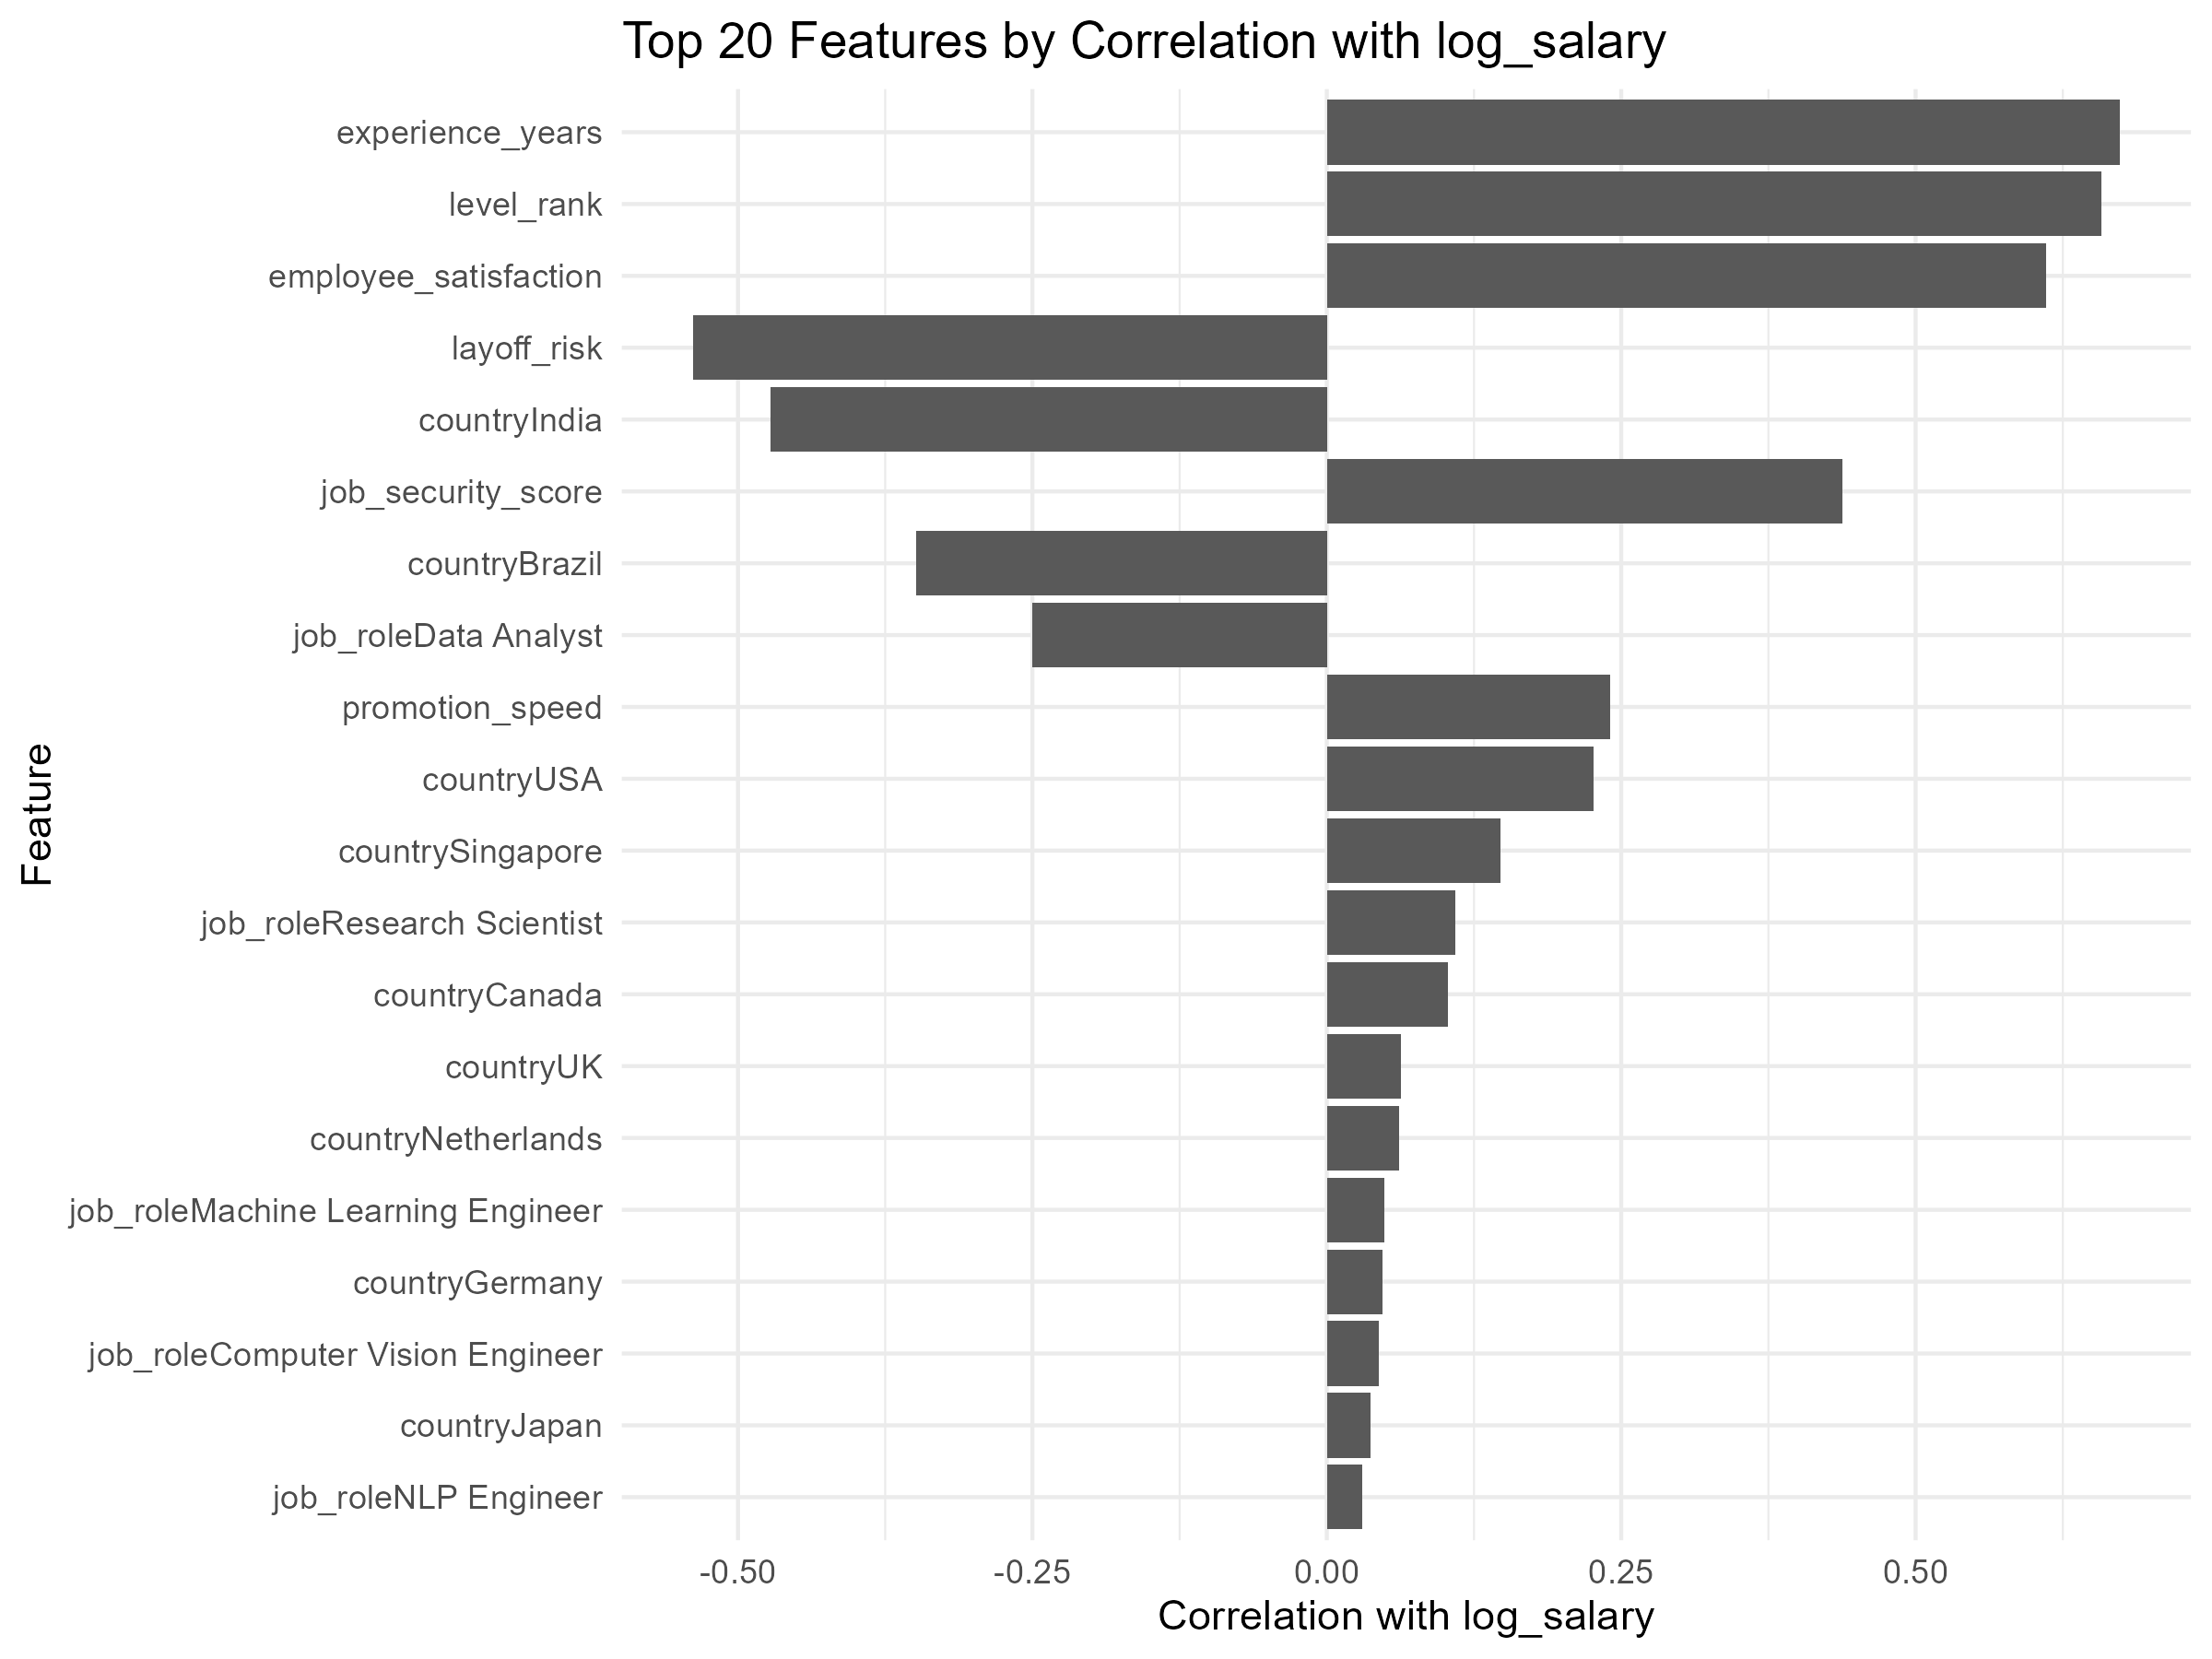 Top 20 Features by Correlation with log_salary
Feature
experience_years
level_rank
employee_satisfaction
layoff_risk
countryIndia
job_security_score
countryBrazil
job_roleData Analyst
promotion_speed
countryUSA
countrySingapore
job_roleResearch Scientist
countryCanada
countryUK
countryNetherlands
job_roleMachine Learning Engineer
countryGermany
job_roleComputer Vision Engineer
countryJapan
job_roleNLP Engineer
-0.50 -0.25 0.00 0.25 0.50
Correlation with log_salary